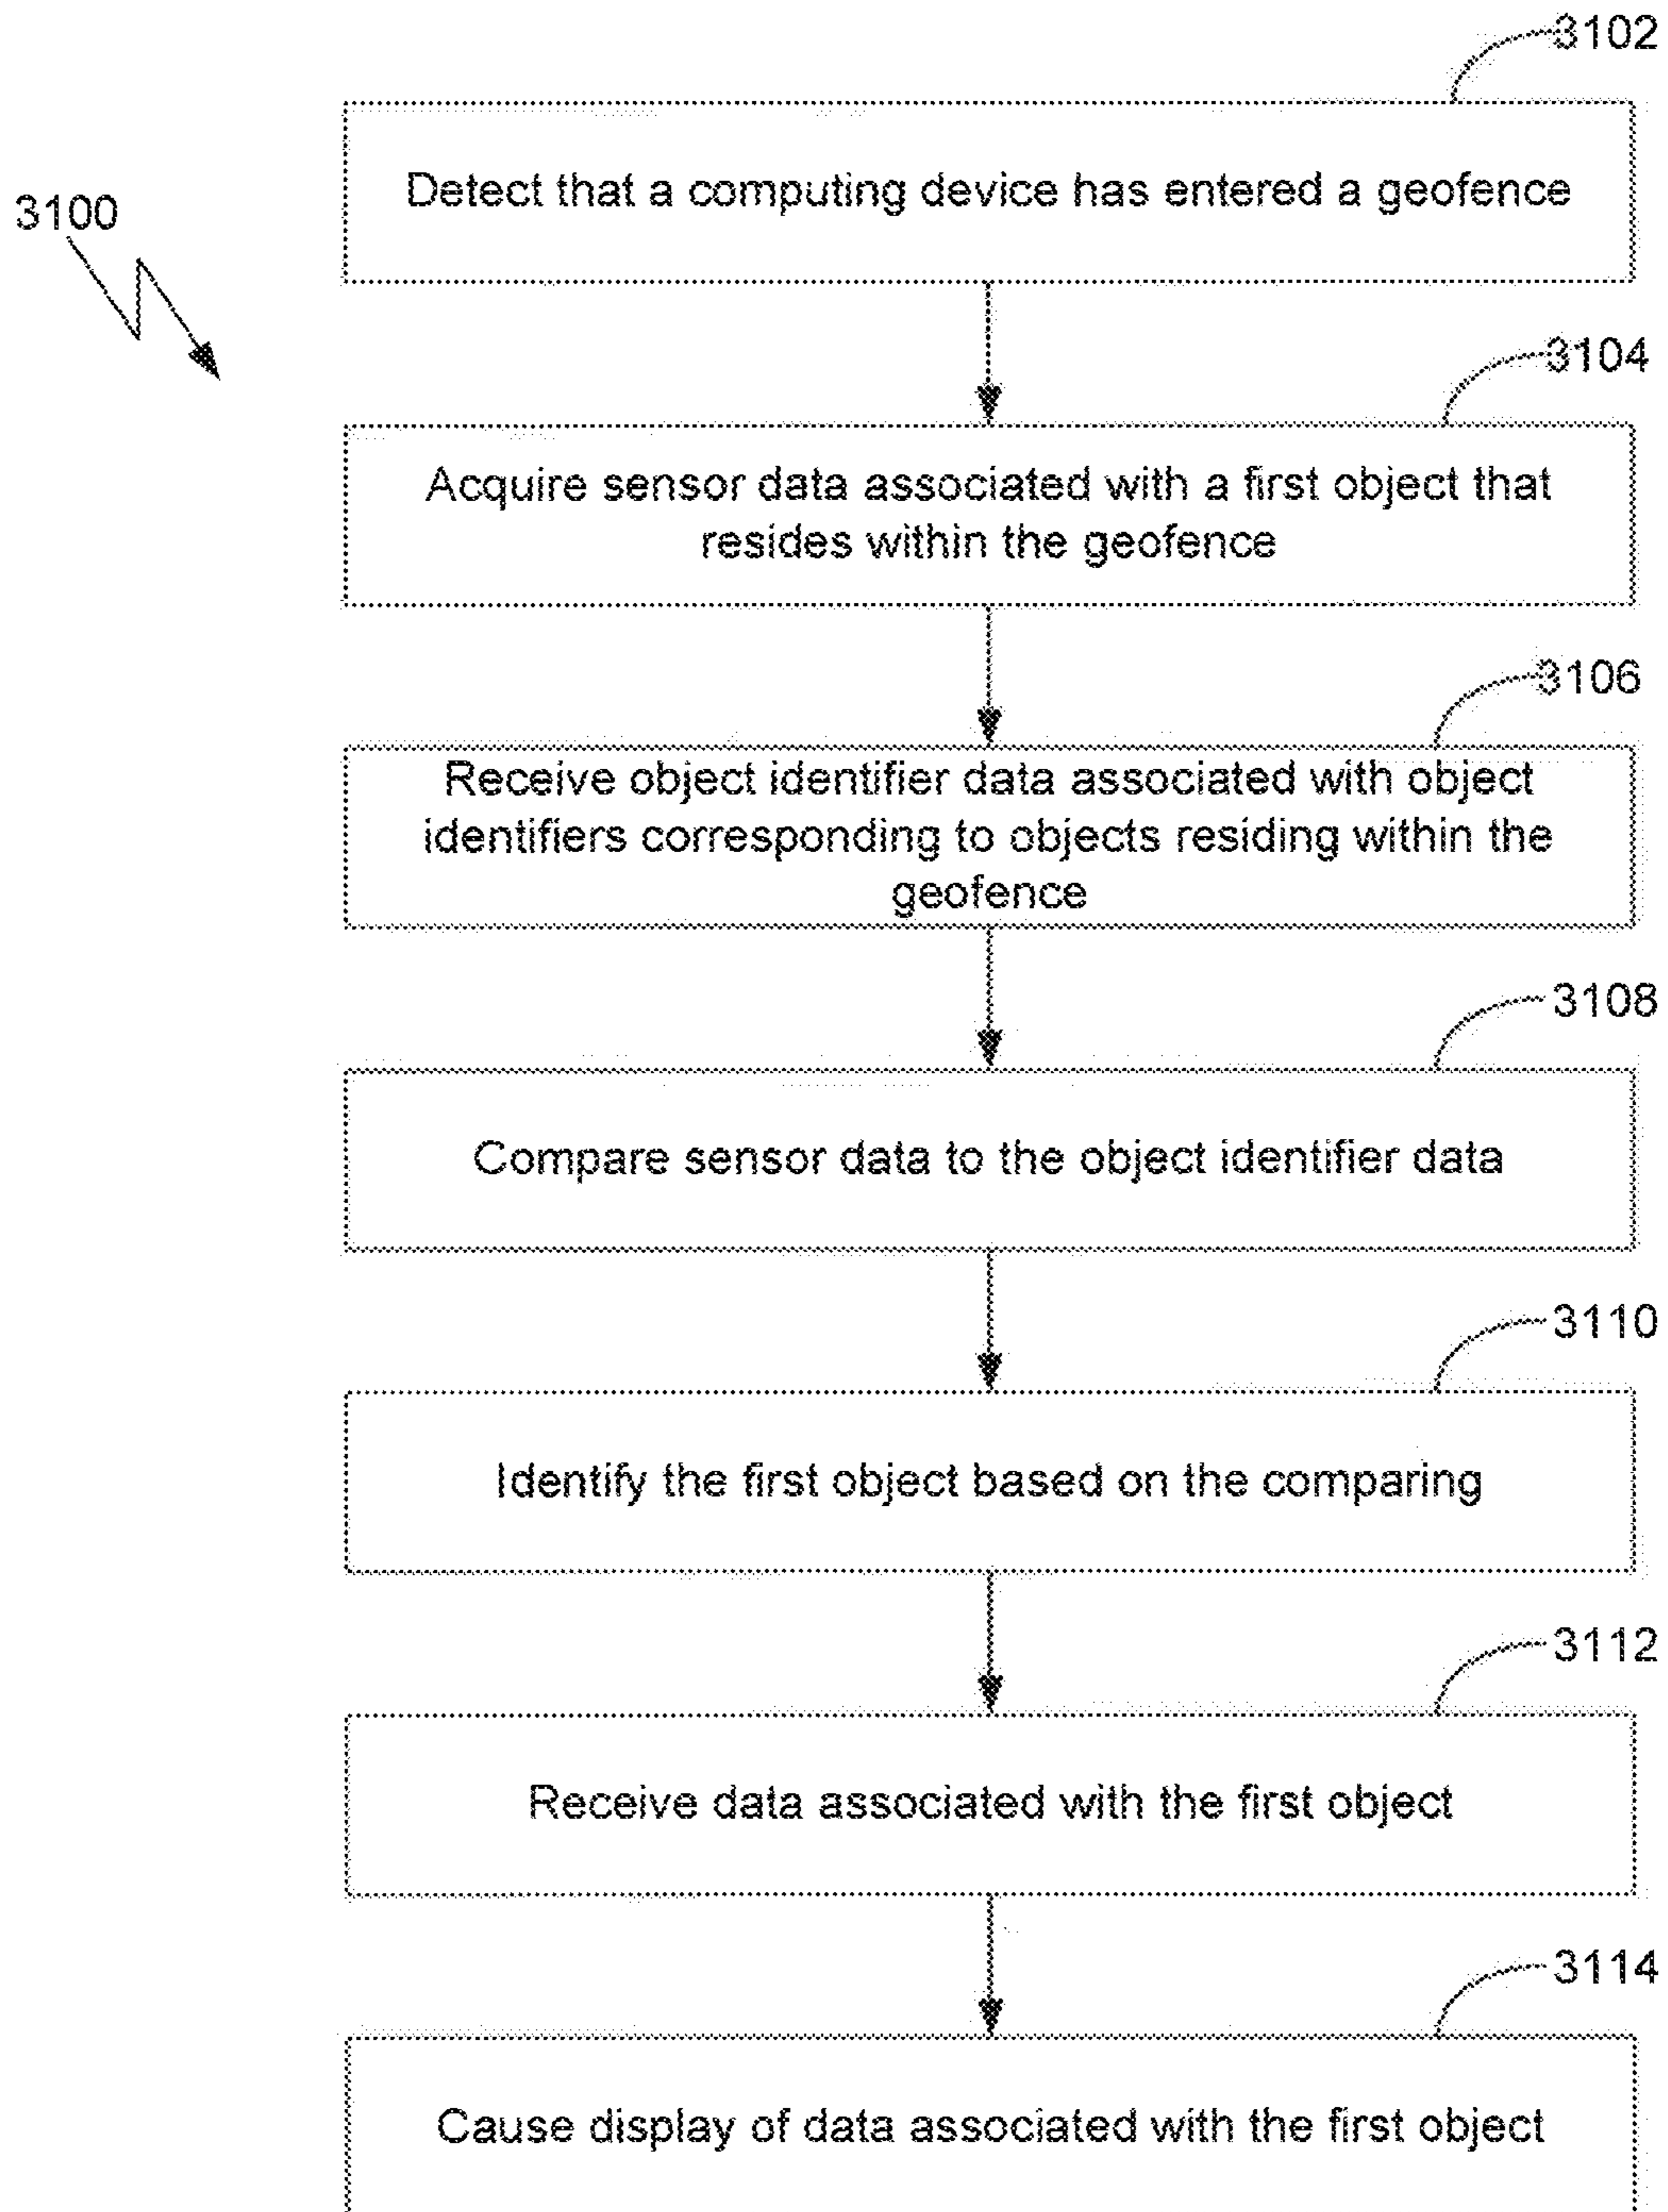 3102
Detect that a computing device has entered a geofence
3100
3104
Acquire sensor data associated with a first object that
resides within the geofence
3106
Receive object identifier data associated with object
identifiers corresponding to objects residing within the
geofence
3108
Compare sensor data to the object identifier data
3110
Identify the first object based on the comparing
3112
Receive data associated with the first object
3114
Cause display of data associated with the first object